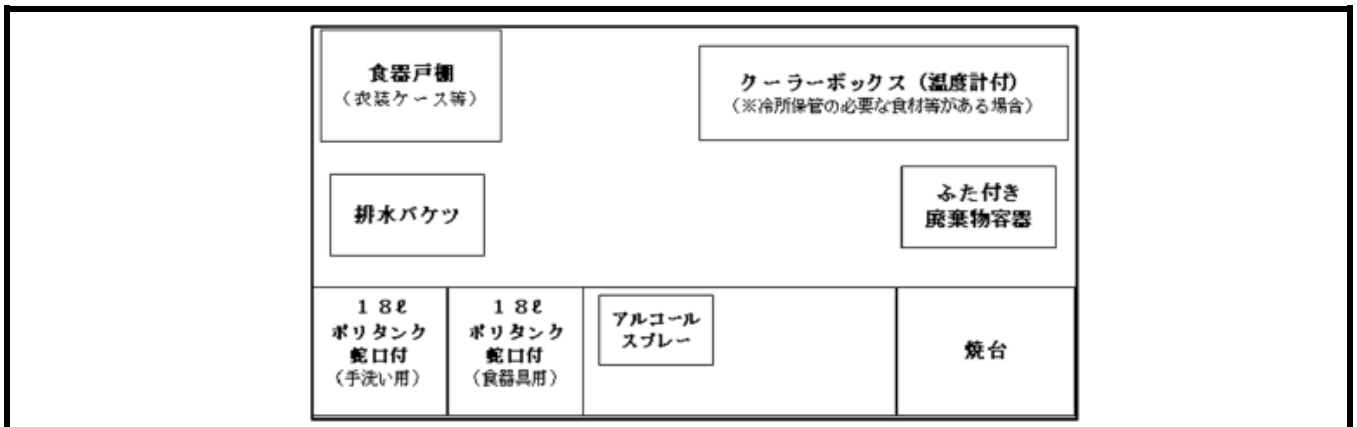 食器戸棚
（衣装ケース等）
クーラーボックス（温度計付）
（※冷所保管の必要な食材等がある場合）
排水バケツ
ふた付き
廃棄物容器
１８ℓ
ポリタンク
蛇口付
（手洗い用）
１８ℓ
ポリタンク
蛇口付
（食器具用）
アルコール
スプレー
焼台